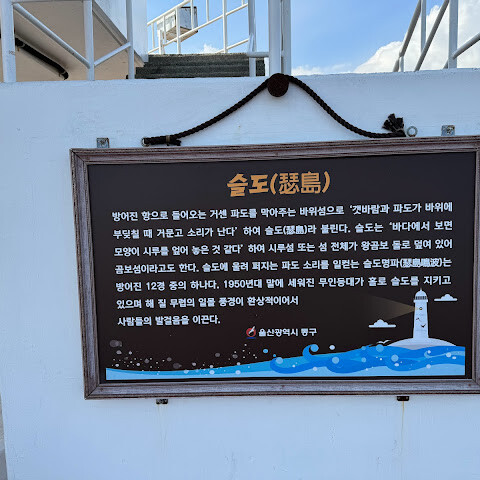 슬도(瑟島)
방어진 항으로 들어오는 거센 파도를 막아주는 바위섬으로 '갯바람과 파도가 바위에
부딪칠 때 거문고 소리가 난다' 하여 슬도(瑟島)라 불린다. 슬도는 '바다에서 보면
모양이 시루를 엎어 놓은 것 같다' 하여 시루섬 또는 섬 전체가 왕곰보 돌로 덮여 있어
곰보섬이라고도 한다. 슬도에 울려 퍼지는 파도 소리를 일컫는 슬도명파(瑟島鳴波)는
방어진 12경 중의 하나다. 1950년대 말에 세워진 무인등대가 홀로 슬도를 지키고
있으며 해 질 무렵의 일몰 풍경이 환상적이어서
사람들의 발걸음을 이끈다.
울산광역시 동구